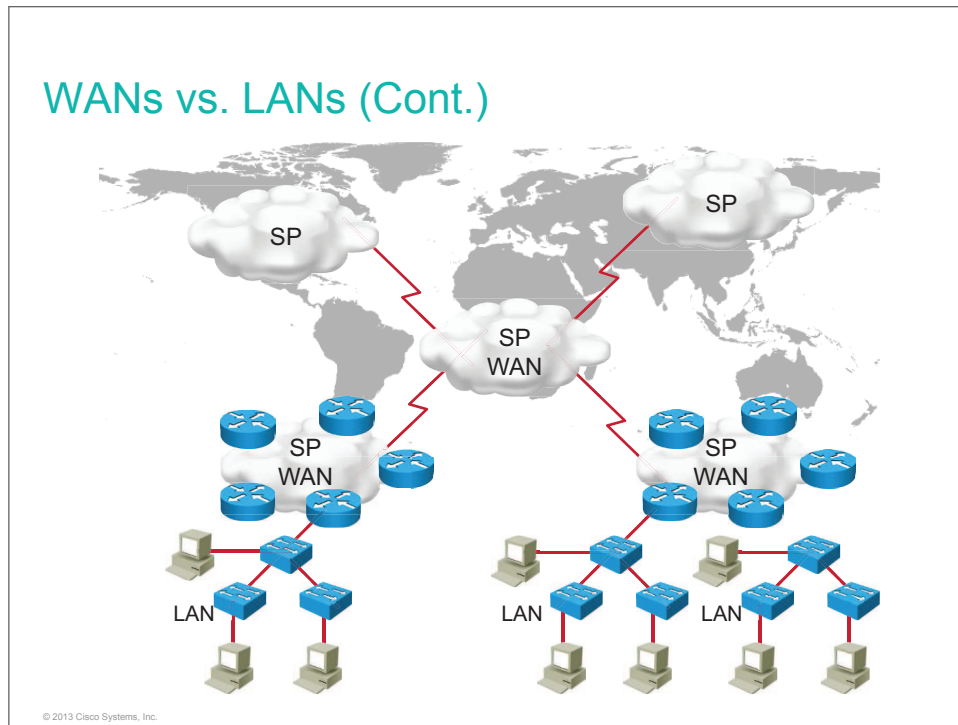 WANs vs. LANs (Cont.)
SP
SP
SP
WAN
SP
WAN
SP
WAN
LAN
LAN
LAN
© 2013 Cisco Systems, Inc.